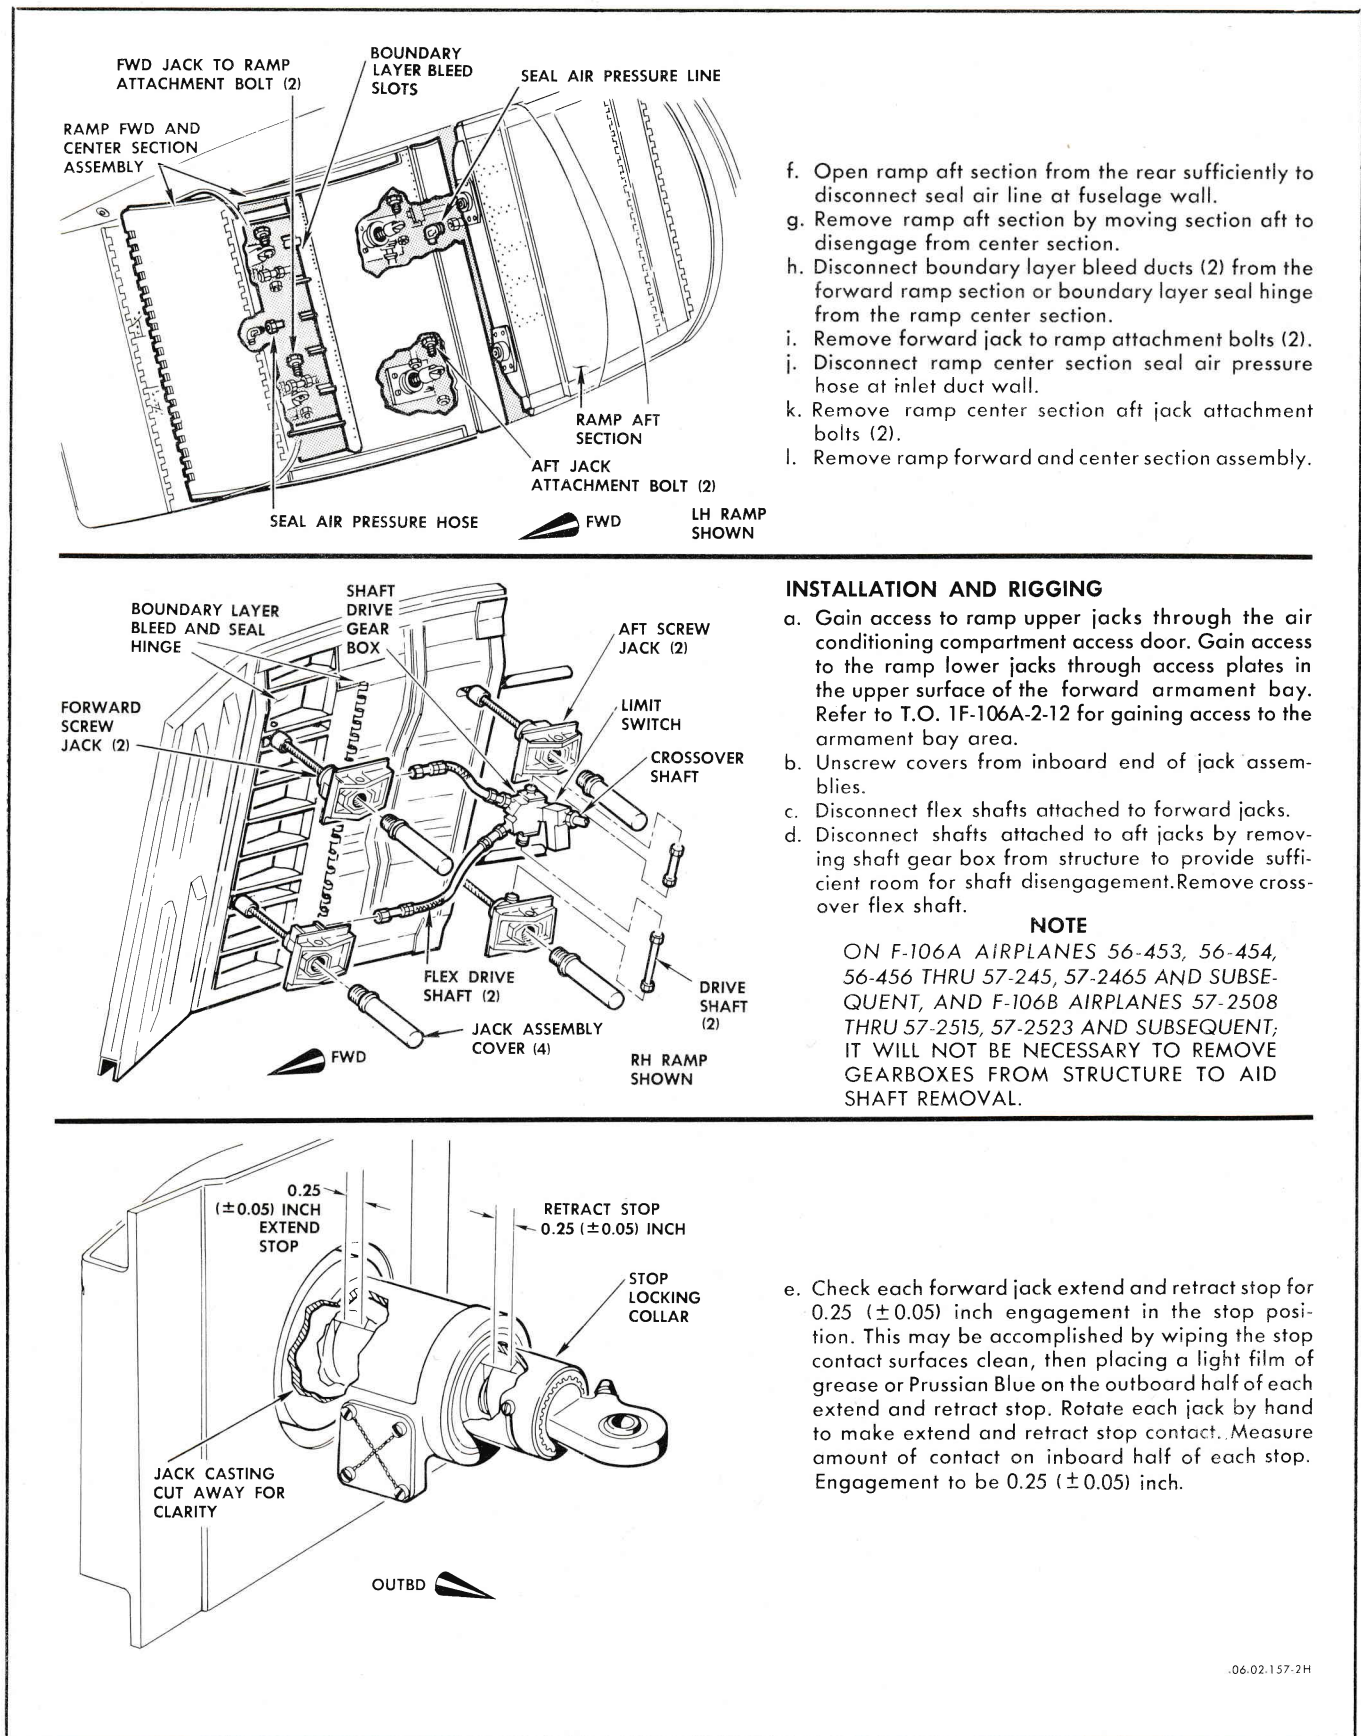 FWD JACK TO RAMP
ATTACHMENT BOLT (2)
BOUNDARY
LAYER BLEED
SLOTS
SEAL AIR PRESSURE LINE
RAMP FWD AND
CENTER SECTION
ASSEMBLY
RAMP AFT
SECTION
AFT JACK
ATTACHMENT BOLT (2)
SEAL AIR PRESSURE HOSE
FWD
LH RAMP
SHOWN
f. Open ramp aft section from the rear sufficiently to
disconnect seal air line at fuselage wall.
g. Remove ramp aft section by moving section aft to
disengage from center section.
h. Disconnect boundary layer bleed ducts (2) from the
forward ramp section or boundary layer seal hinge
from the ramp center section.
i. Remove forward jack to ramp attachment bolts (2).
j. Disconnect ramp center section seal air pressure
hose at inlet duct wall.
k. Remove ramp center section aft jack attachment
bolts (2).
l. Remove ramp forward and center section assembly.
BOUNDARY LAYER
BLEED AND SEAL
HINGE
SHAFT
DRIVE
GEAR
BOX
AFT SCREW
JACK (2)
FORWARD
SCREW
JACK (2)
LIMIT
SWITCH
CROSSOVER
SHAFT
FLEX DRIVE
SHAFT (2)
DRIVE
SHAFT
(2)
JACK ASSEMBLY
COVER (4)
FWD
RH RAMP
SHOWN
INSTALLATION AND RIGGING
a. Gain access to ramp upper jacks through the air
conditioning compartment access door. Gain access
to the ramp lower jacks through access plates in
the upper surface of the forward armament bay.
Refer to T.O. 1F-106A-2-12 for gaining access to the
armament bay area.
b. Unscrew covers from inboard end of jack assem-
blies.
c. Disconnect flex shafts attached to forward jacks.
d. Disconnect shafts attached to aft jacks by remov-
ing shaft gear box from structure to provide suffi-
cient room for shaft disengagement. Remove cross-
over flex shaft.
NOTE
ON F-106A AIRPLANES 56-453, 56-454,
56-456 THRU 57-245, 57-2465 AND SUBSE-
QUENT, AND F-106B AIRPLANES 57-2508
THRU 57-2515, 57-2523 AND SUBSEQUENT;
IT WILL NOT BE NECESSARY TO REMOVE
GEARBOXES FROM STRUCTURE TO AID
SHAFT REMOVAL.
0.25
(±0.05) INCH
EXTEND
STOP
RETRACT STOP
0.25 (±0.05) INCH
STOP
LOCKING
COLLAR
JACK CASTING
CUT AWAY FOR
CLARITY
OUTBD
e. Check each forward jack extend and retract stop for
0.25 (±0.05) inch engagement in the stop posi-
tion. This may be accomplished by wiping the stop
contact surfaces clean, then placing a light film of
grease or Prussian Blue on the outboard half of each
extend and retract stop. Rotate each jack by hand
to make extend and retract stop contact. Measure
amount of contact on inboard half of each stop.
Engagement to be 0.25 (±0.05) inch.
.06.02.157-2H